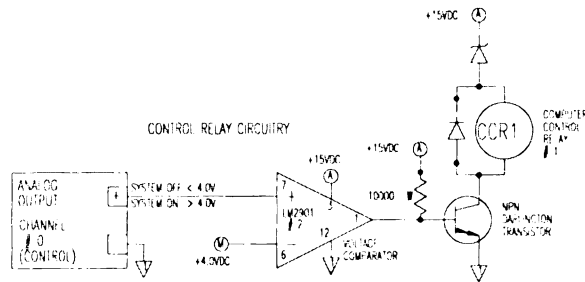 +15VDC
A
CONTROL RELAY CIRCUITRY
CCR1
COMPUTER
CONTROL
RELAY
1
+15VDC
A
+15VDC
A
ANALOG
OUTPUT
+
SYSTEM OFF < 4.0V
SYSTEM ON > 4.0V
CHANNEL
0
(CONTROL)
7
+
3
LM2901
2
1
12
-
6
M
+4.0VDC
VOLTAGE
COMPARATOR
10000
NPN
DARLINGTON
TRANSISTOR